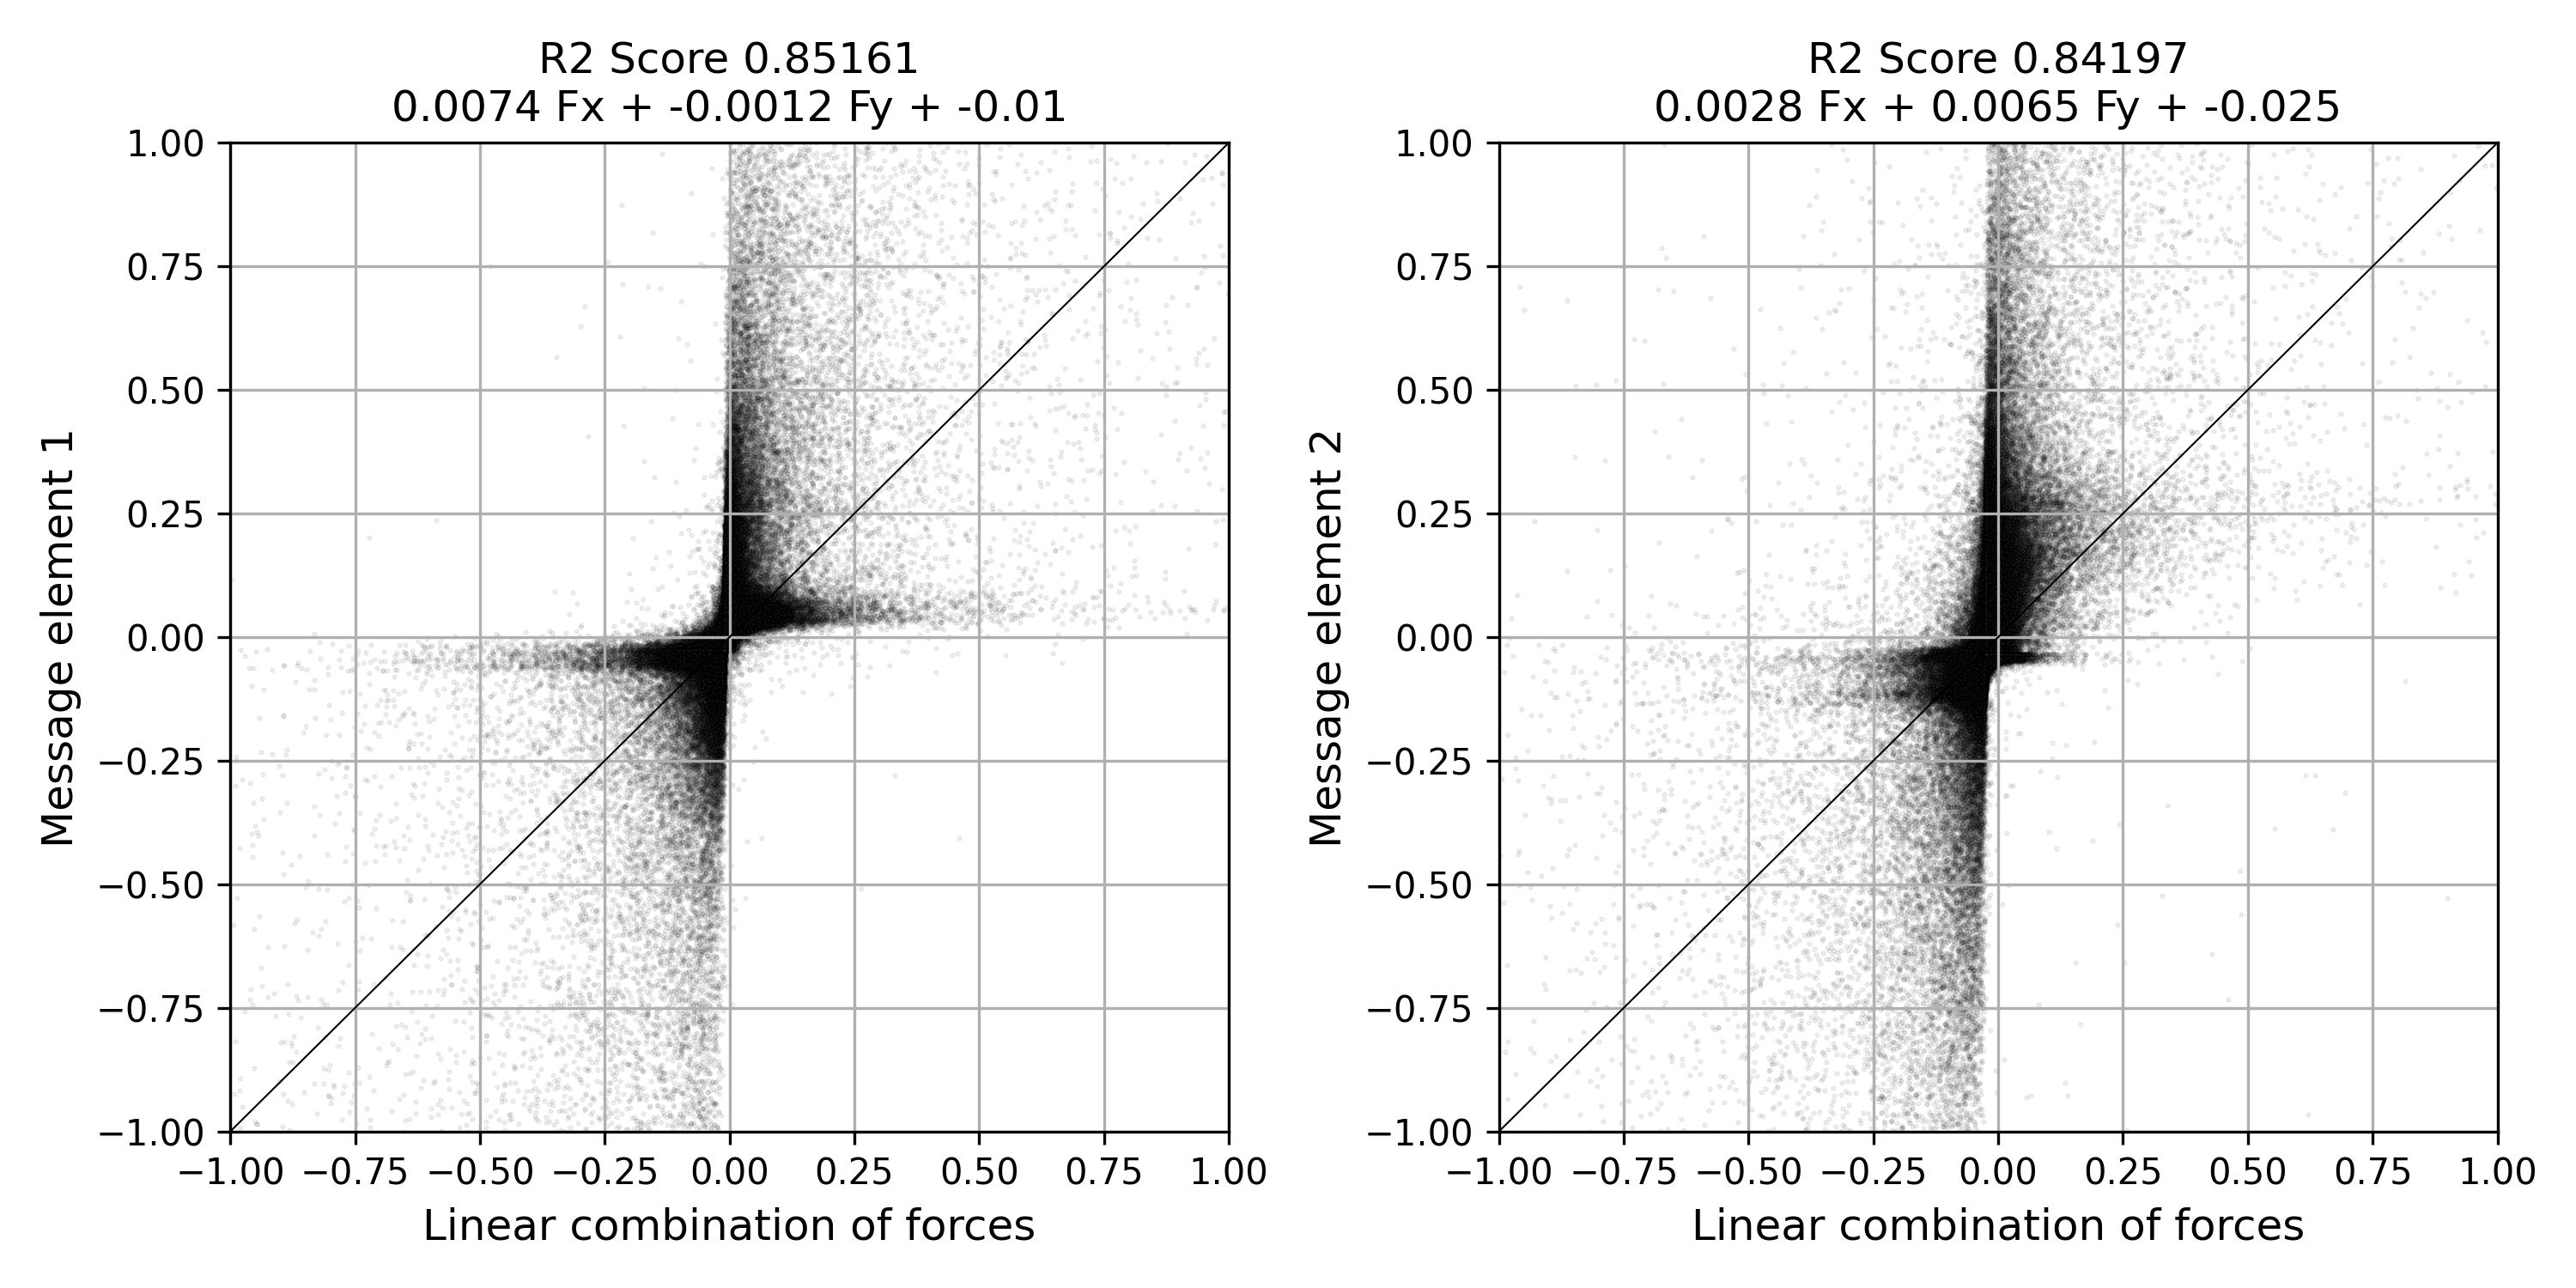 R2 Score 0.85161
0.0074 Fx + -0.0012 Fy + -0.01
1.00
0.75
0.50
0.25
0.00
−0.25
−0.50
−0.75
−1.00
Message element 1
−1.00 −0.75 −0.50 −0.25 0.00 0.25 0.50 0.75 1.00
Linear combination of forces
R2 Score 0.84197
0.0028 Fx + 0.0065 Fy + -0.025
1.00
0.75
0.50
0.25
0.00
−0.25
−0.50
−0.75
−1.00
Message element 2
−1.00 −0.75 −0.50 −0.25 0.00 0.25 0.50 0.75 1.00
Linear combination of forces